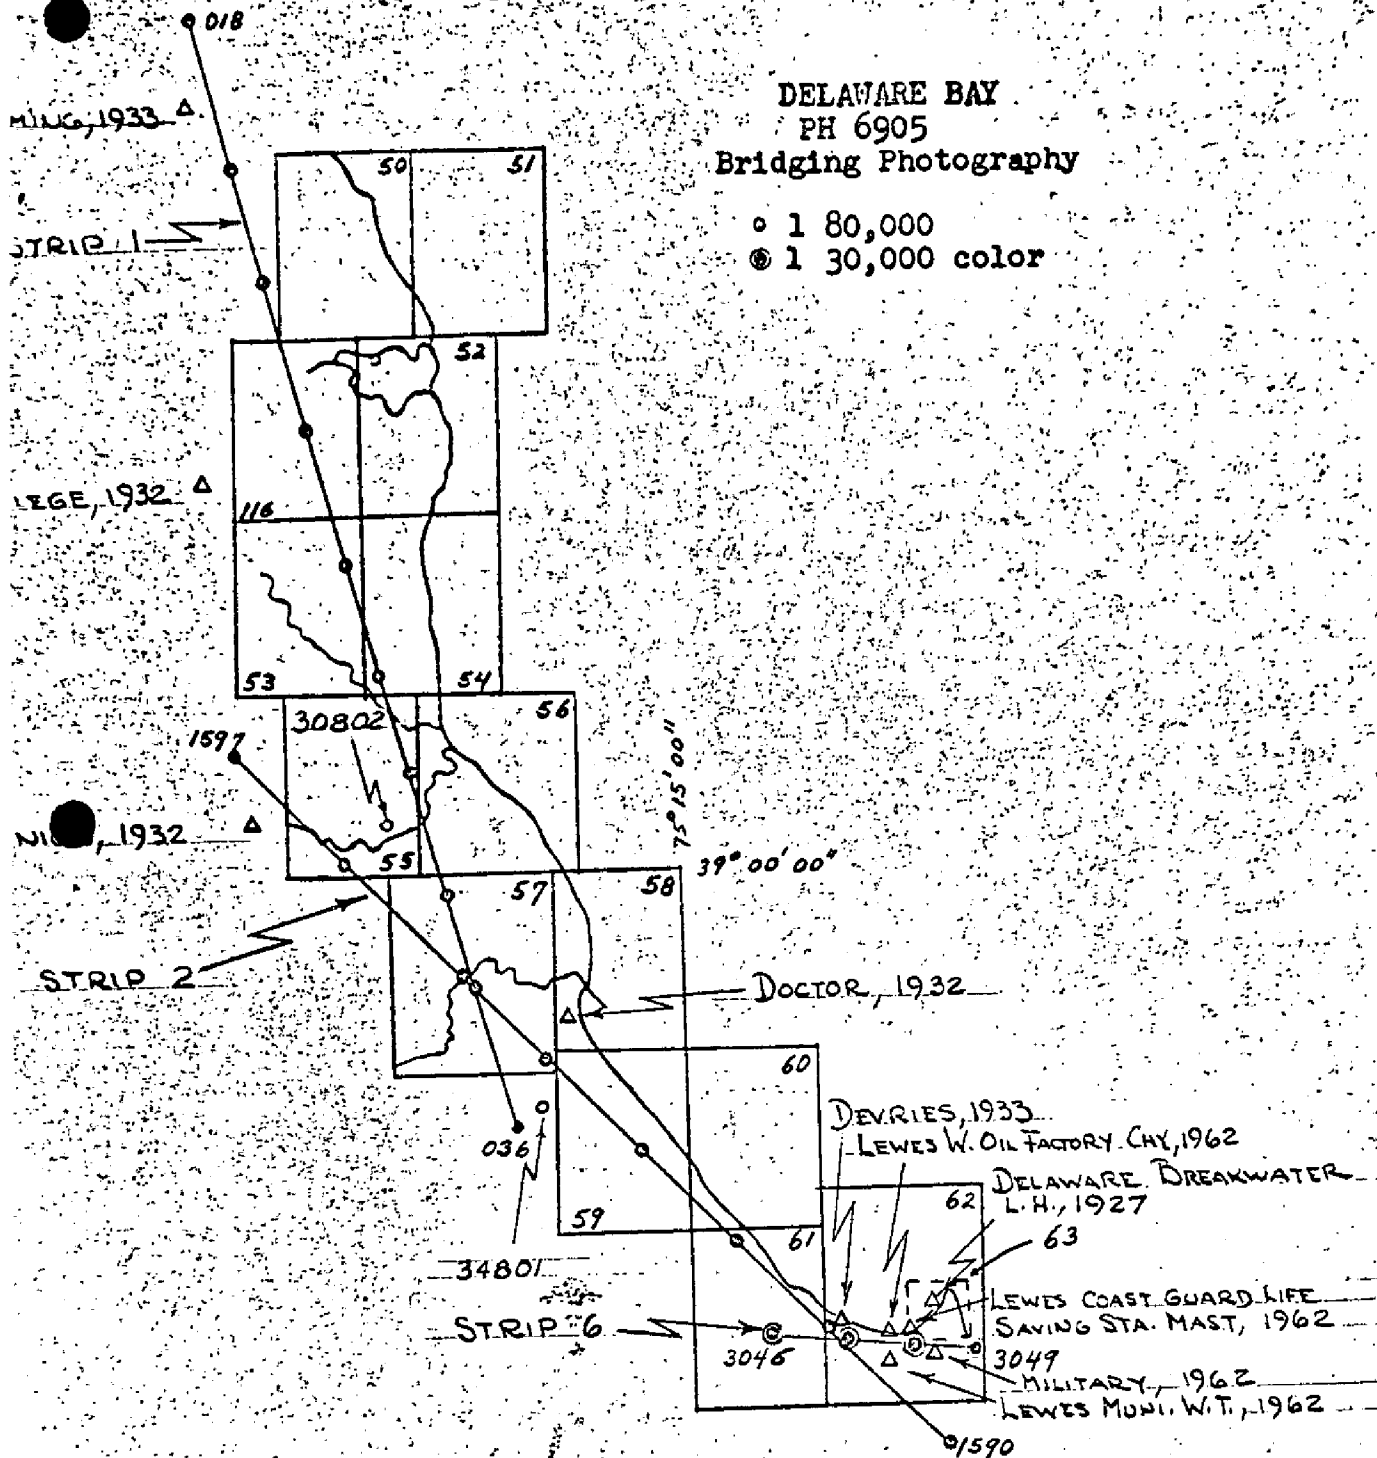 018
DELAWARE BAY
PH 6905
Bridging Photography
1 80,000
1 30,000 color
MING, 1933
50
51
STRIP 1
52
LEGE, 1932
116
53
54
56
30802
1597
75° 15' 00"
, 1932
55
39° 00' 00"
57
58
STRIP 2
DOCTOR, 1932
60
036
DEVRIES, 1933
LEWES W. OIL FACTORY CHY, 1962
DELAWARE BREAKWATER
L.H., 1927
59
61
62
63
34801
STRIP 6
LEWES COAST GUARD LIFE
SAVING STA. MAST, 1962
3046
3049
MILITARY, 1962
LEWES MUNI. W.T., 1962
1590